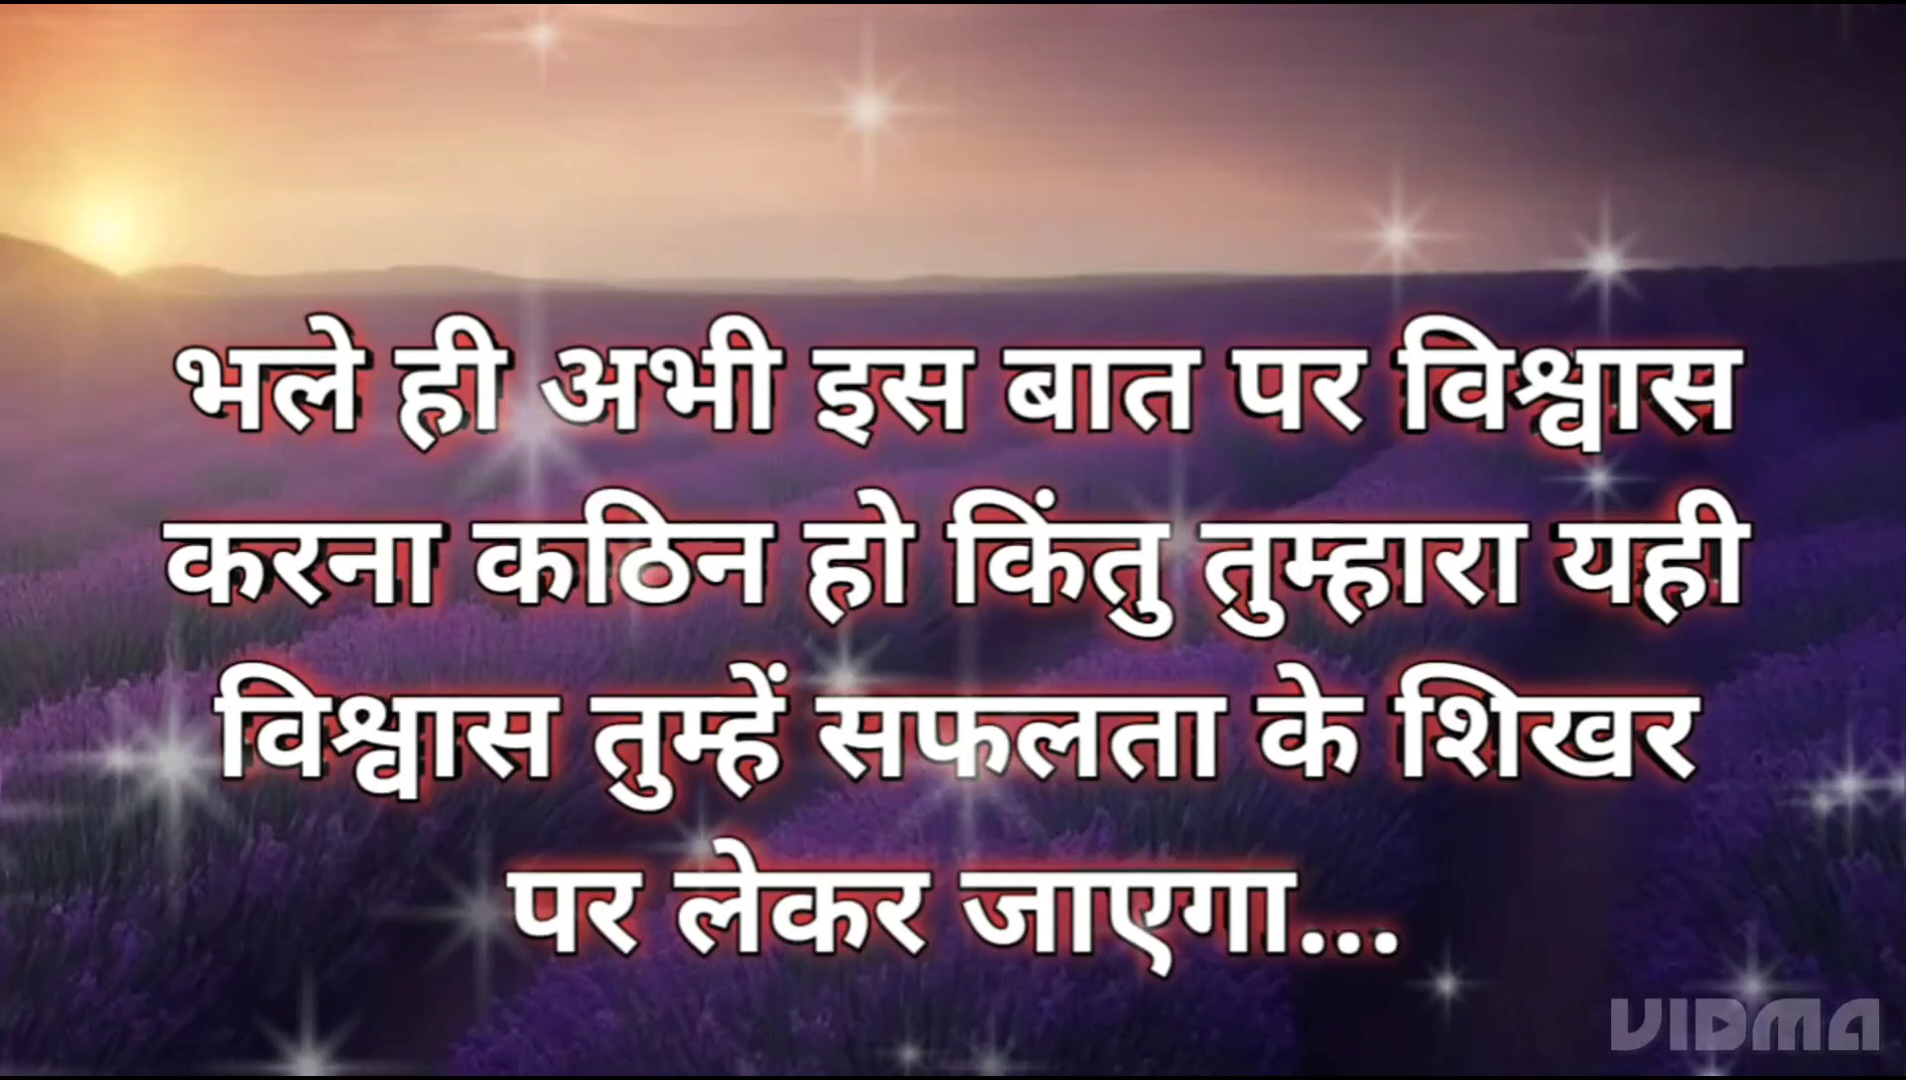 भले ही अभी इस बात पर विश्वास
करना कठिन हो किंतु तुम्हारा यही
विश्वास तुम्हें सफलता के शिखर
पर लेकर जाएगा...
VIDMA